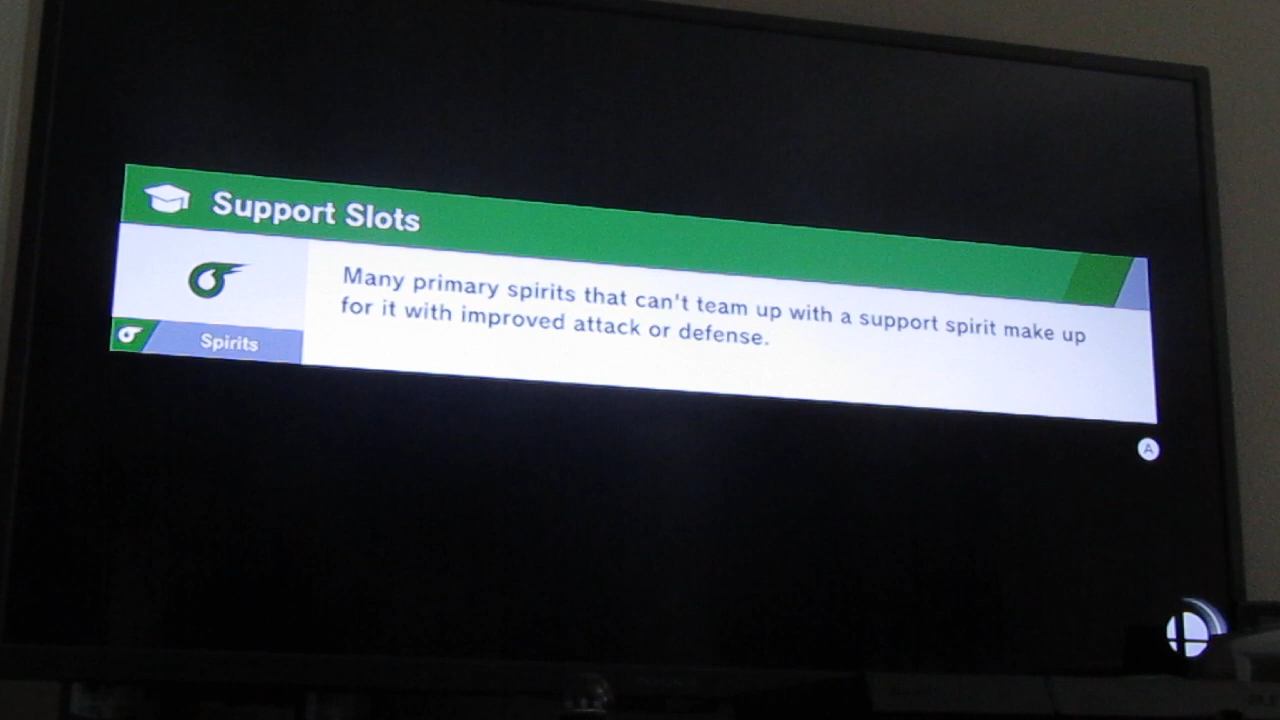 Support Slots
Many primary spirits that can't team up with a support spirit make up
for it with improved attack or defense.
Spirits
A